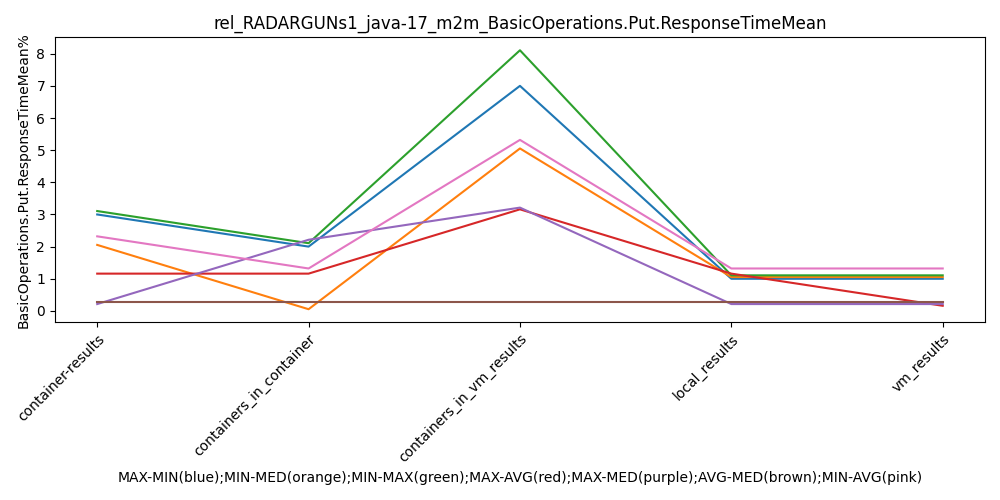 rel_RADARGUNs1_java-17_m2m_BasicOperations.Put.ResponseTimeMean
BasicOperations.Put.ResponseTimeMean%
8
7
6
5
4
3
2
1
0
container-results
containers_in_container
containers_in_vm_results
local_results
vm_results
MAX-MIN(blue);MIN-MED(orange);MIN-MAX(green);MAX-AVG(red);MAX-MED(purple);AVG-MED(brown);MIN-AVG(pink)